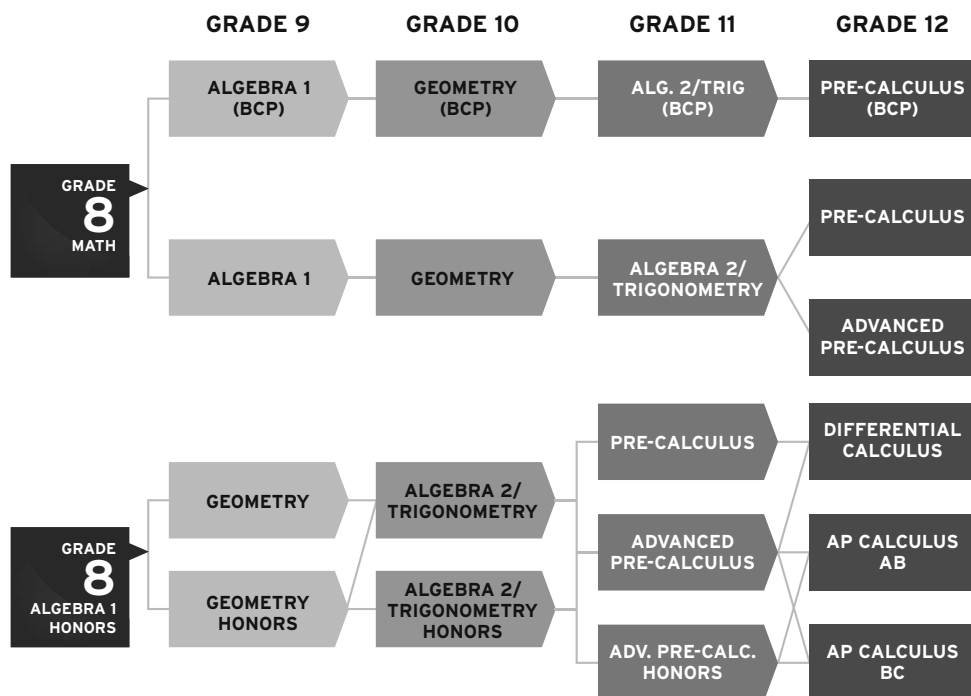 GRADE 9
GRADE 10
GRADE 11
GRADE 12
ALGEBRA 1
(BCP)
GEOMETRY
(BCP)
ALG. 2/TRIG
(BCP)
PRE-CALCULUS
(BCP)
GRADE
8
MATH
ALGEBRA 1
GEOMETRY
ALGEBRA 2/
TRIGONOMETRY
PRE-CALCULUS
ADVANCED
PRE-CALCULUS
GRADE
8
ALGEBRA 1
HONORS
GEOMETRY
GEOMETRY
HONORS
ALGEBRA 2/
TRIGONOMETRY
ALGEBRA 2/
TRIGONOMETRY
HONORS
PRE-CALCULUS
ADVANCED
PRE-CALCULUS
ADV. PRE-CALC.
HONORS
DIFFERENTIAL
CALCULUS
AP CALCULUS
AB
AP CALCULUS
BC